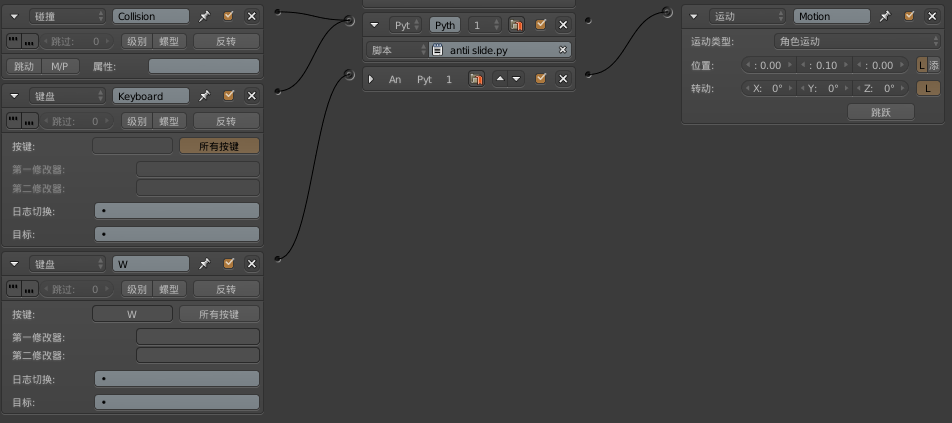 碰撞 Collision
跳过: 0 级别 螺型 反转
跳动 M/P 属性:
键盘 Keyboard
跳过: 0 级别 螺型 反转
按键: 所有按键
第一修改器:
第二修改器:
日志切换:
目标:
键盘 W
跳过: 0 级别 螺型 反转
按键: W 所有按键
第一修改器:
第二修改器:
日志切换:
目标:
Pyt Pyth 1
脚本 antii slide.py
An Pyt 1
运动 Motion
运动类型: 角色运动
位置: : 0.00 : 0.10 : 0.00 L 添
转动: X: 0° Y: 0° Z: 0° L
跳跃